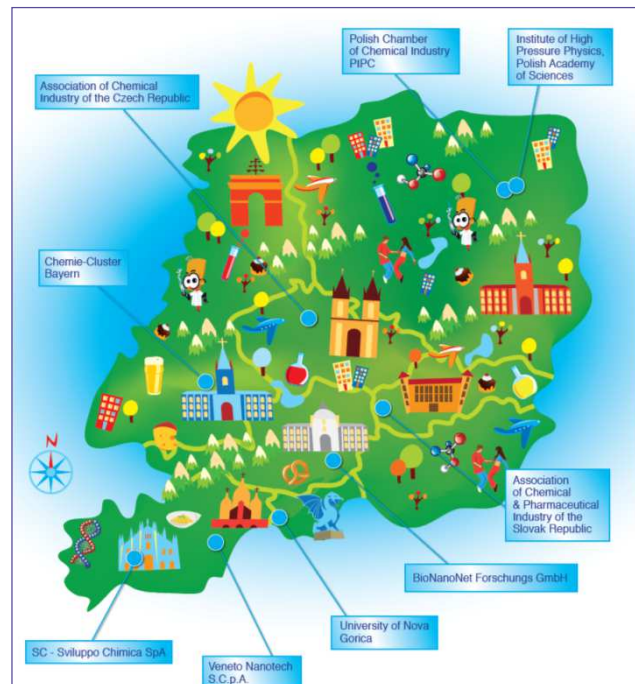 Polish Chamber
of Chemical Industry
PIPC
Institute of High
Pressure Physics,
Polish Academy
of Sciences
Association of Chemical
Industry of the Czech Republic
Chemie-Cluster
Bayern
N
Association
of Chemical
& Pharmaceutical
Industry of the
Slovak Republic
BioNanoNet Forschungs GmbH
University of Nova
Gorica
SC - Sviluppo Chimica SpA
Veneto Nanotech
S.C.p.A.